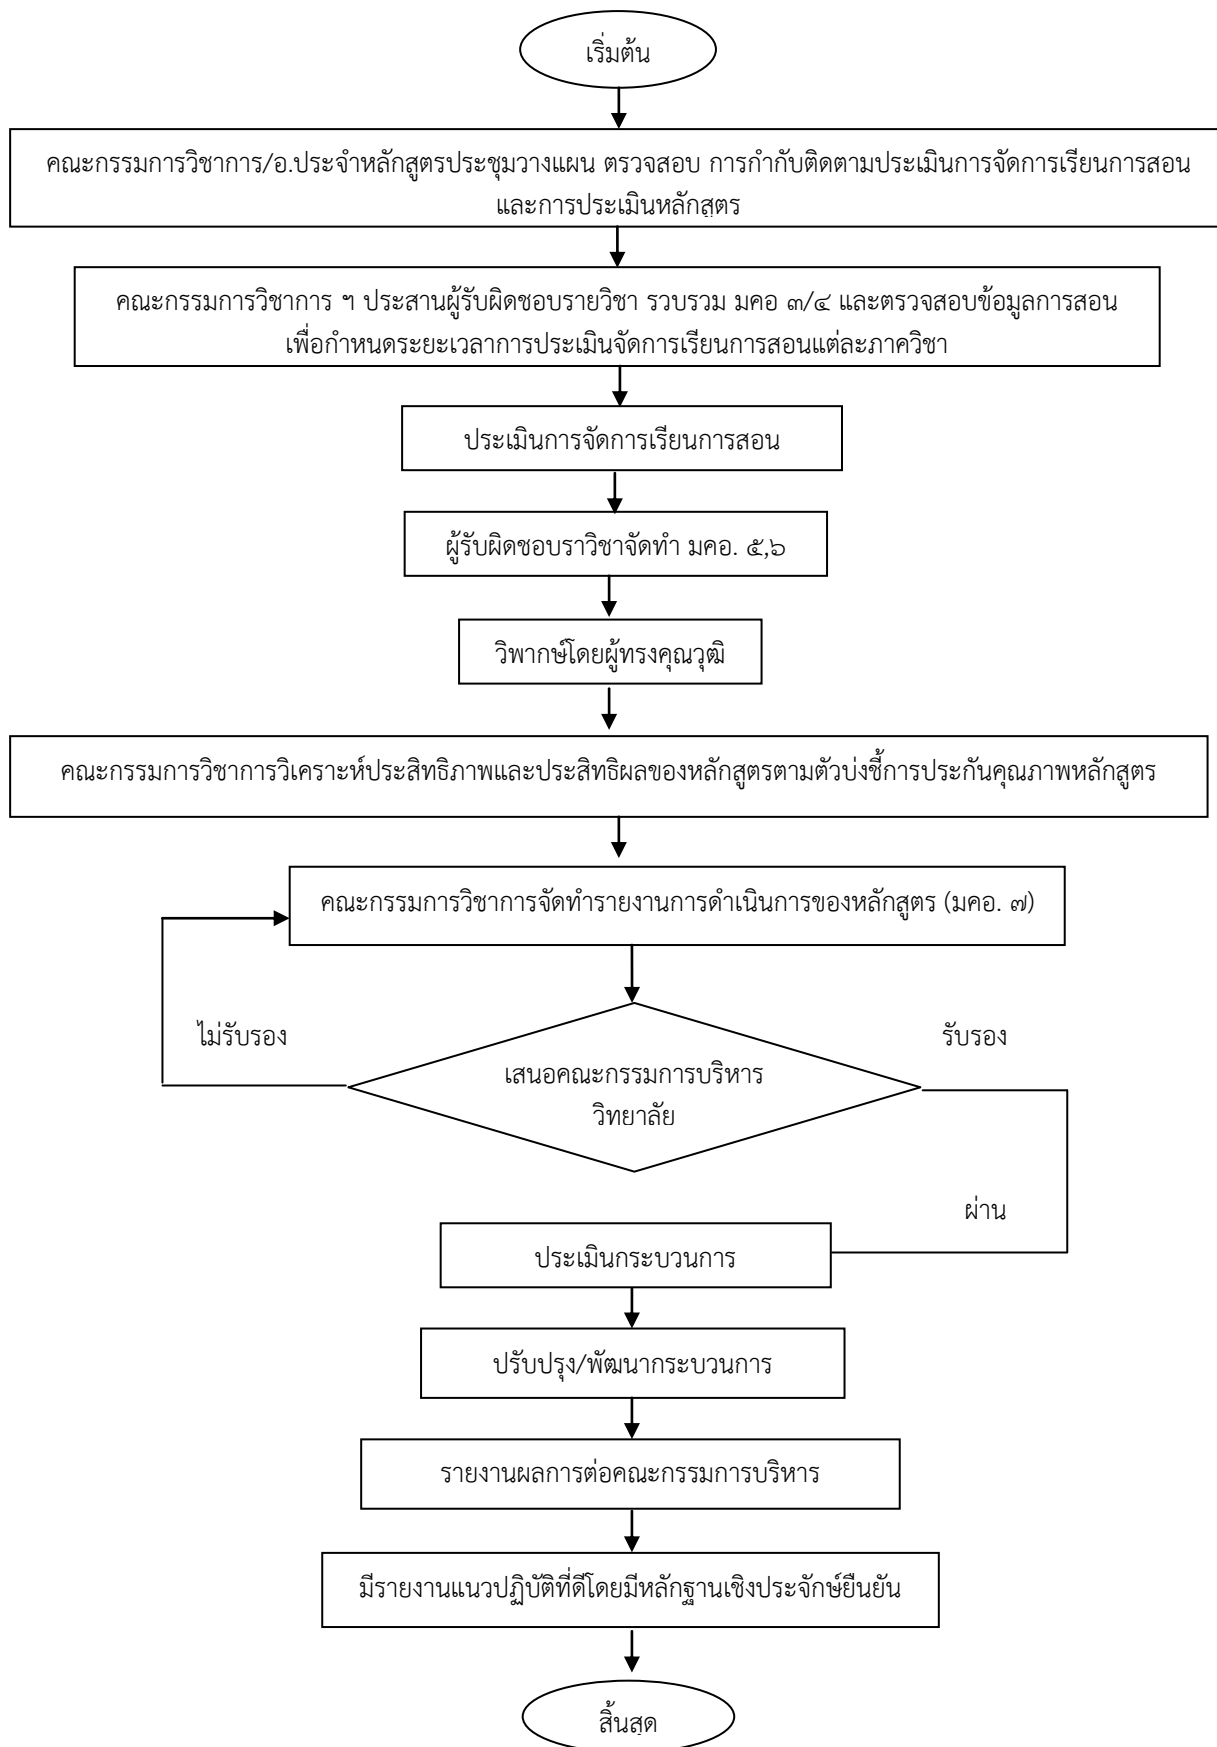 เริ่มต้น
คณะกรรมการวิชาการ/อ.ประจำหลักสูตรประชุมวางแผน ตรวจสอบ การกำกับติดตามประเมินการจัดการเรียนการสอน
และการประเมินหลักสูตร
คณะกรรมการวิชาการ ฯ ประสานผู้รับผิดชอบรายวิชา รวบรวม มคอ ๓/๔ และตรวจสอบข้อมูลการสอน
เพื่อกำหนดระยะเวลาการประเมินจัดการเรียนการสอนแต่ละภาควิชา
ประเมินการจัดการเรียนการสอน
ผู้รับผิดชอบราวิชาจัดทำ มคอ. ๕,๖
วิพากษ์โดยผู้ทรงคุณวุฒิ
คณะกรรมการวิชาการวิเคราะห์ประสิทธิภาพและประสิทธิผลของหลักสูตรตามตัวบ่งชี้การประกันคุณภาพหลักสูตร
คณะกรรมการวิชาการจัดทำรายงานการดำเนินการของหลักสูตร (มคอ. ๗)
ไม่รับรอง
รับรอง
เสนอคณะกรรมการบริหาร
วิทยาลัย
ผ่าน
ประเมินกระบวนการ
ปรับปรุง/พัฒนากระบวนการ
รายงานผลการต่อคณะกรรมการบริหาร
มีรายงานแนวปฏิบัติที่ดีโดยมีหลักฐานเชิงประจักษ์ยืนยัน
สิ้นสุด